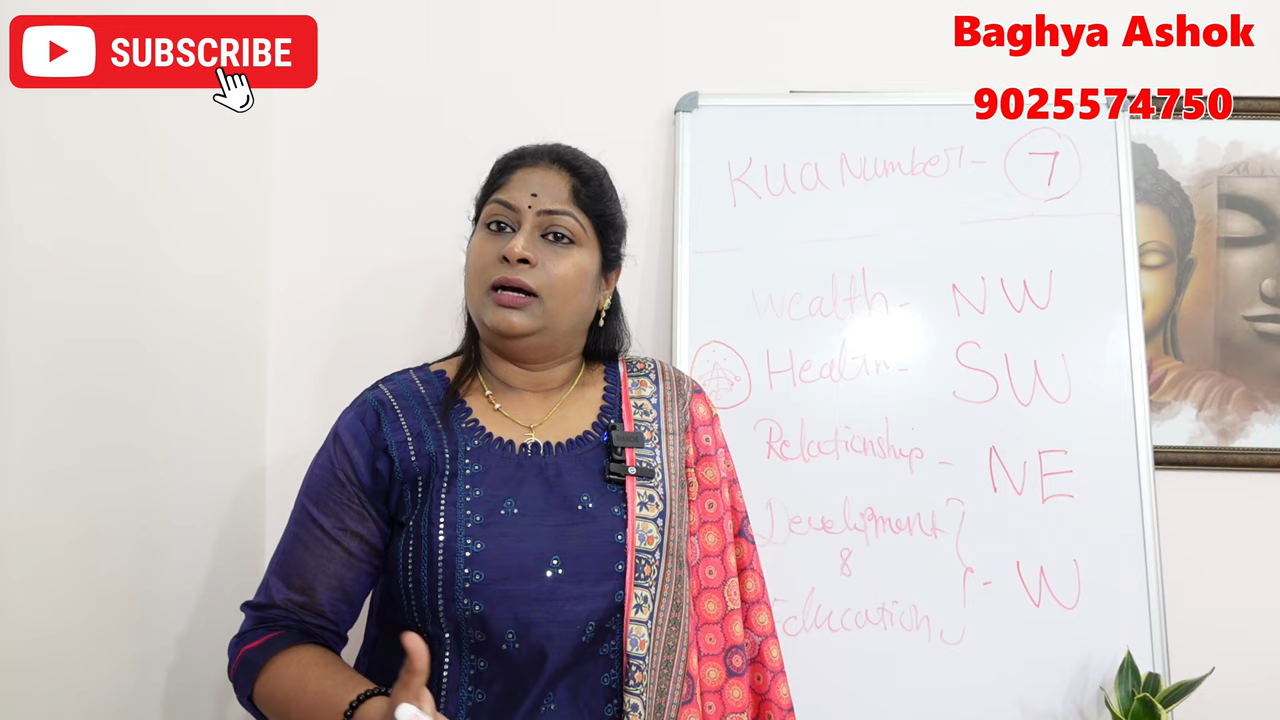 SUBSCRIBE
Baghya Ashok
9025574750
Kua Number - 7
Wealth - NW
Health - SW
Relationship - NE
Development
&
Education - W